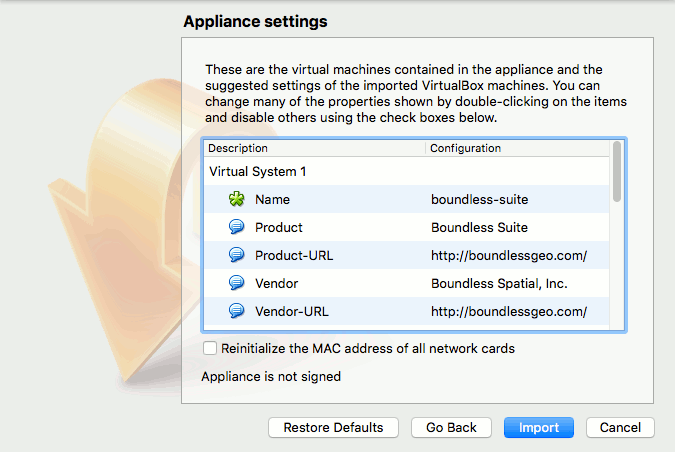 Appliance settings
These are the virtual machines contained in the appliance and the
suggested settings of the imported VirtualBox machines. You can
change many of the properties shown by double-clicking on the items
and disable others using the check boxes below.
Description Configuration
Virtual System 1
Name boundless-suite
Product Boundless Suite
Product-URL http://boundlessgeo.com/
Vendor Boundless Spatial, Inc.
Vendor-URL http://boundlessgeo.com/
Reinitialize the MAC address of all network cards
Appliance is not signed
Restore Defaults Go Back Import Cancel